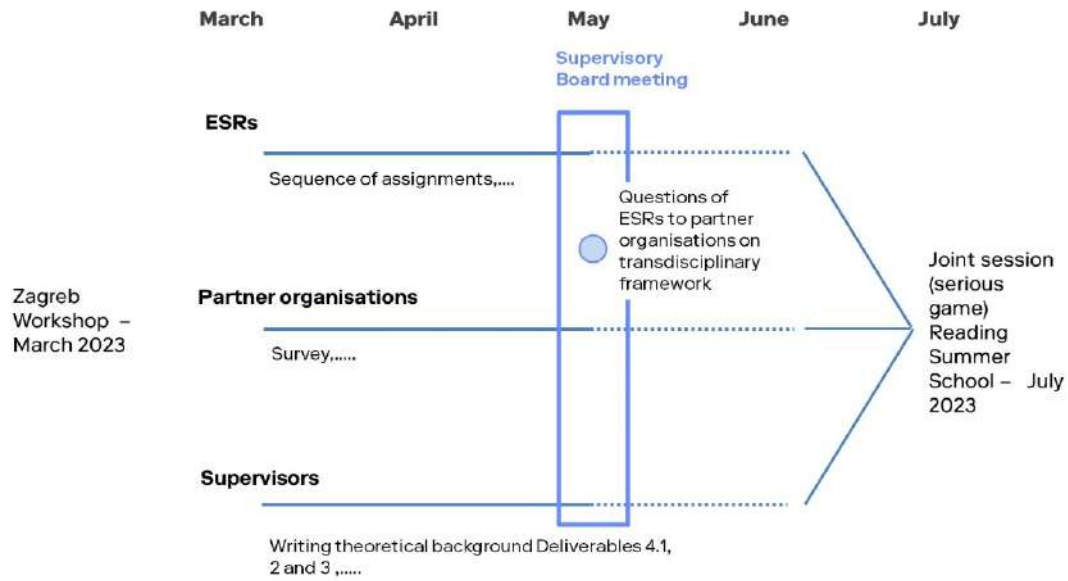 March April May June July
Supervisory
Board meeting
ESRs
Sequence of assignments,....
Questions of
ESRs to partner
organisations on
transdisciplinary
framework
Zagreb
Workshop –
March 2023
Partner organisations
Survey,.....
Joint session
(serious
game)
Reading
Summer
School – July
2023
Supervisors
Writing theoretical background Deliverables 4.1,
2 and 3 ,.....